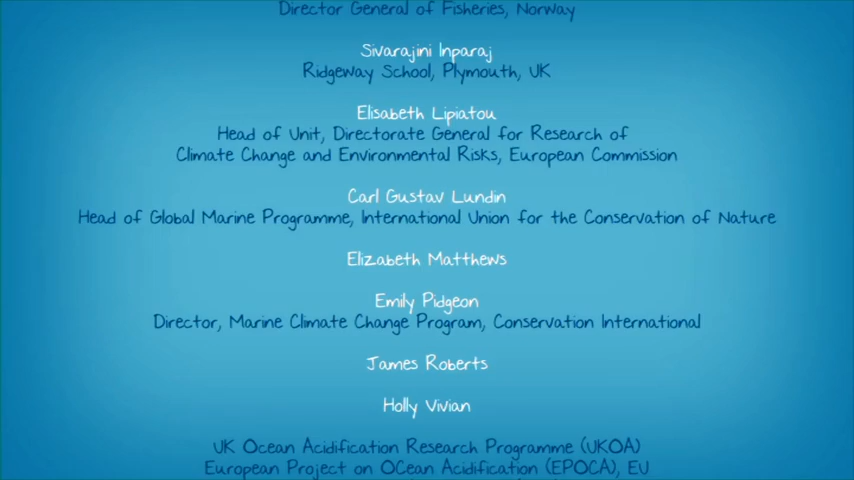 Director General of Fisheries, Norway
Sivarajini Inparaj
Ridgeway School, Plymouth, UK
Elisabeth Lipiatou
Head of Unit, Directorate General for Research of
Climate Change and Environmental Risks, European Commission
Carl Gustav Lundin
Head of Global Marine Programme, International Union for the Conservation of Nature
Elizabeth Matthews
Emily Pidgeon
Director, Marine Climate Change Program, Conservation International
James Roberts
Holly Vivian
UK Ocean Acidification Research Programme (UKOA)
European Project on OCean Acidification (EPOCA), EU